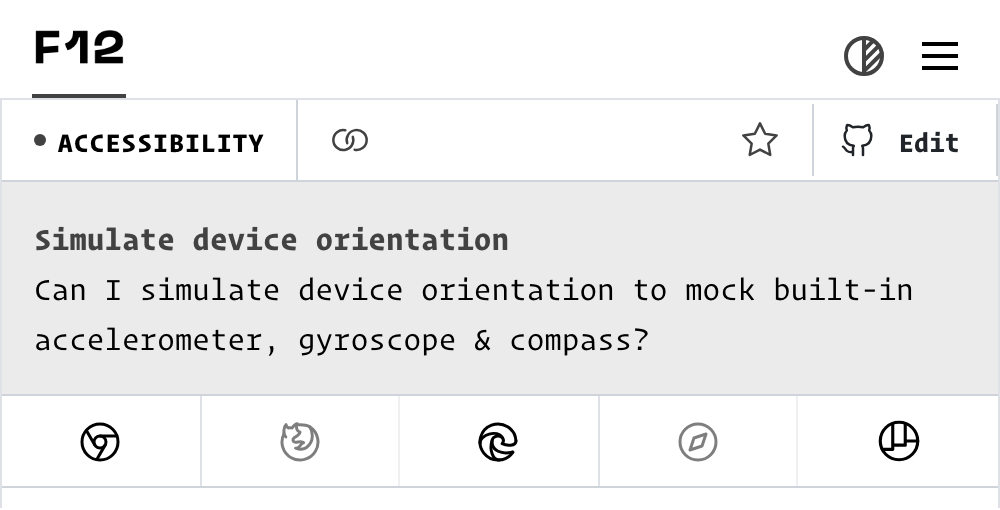 F12
ACCESSIBILITY
Edit
Simulate device orientation
Can I simulate device orientation to mock built-in
accelerometer, gyroscope & compass?